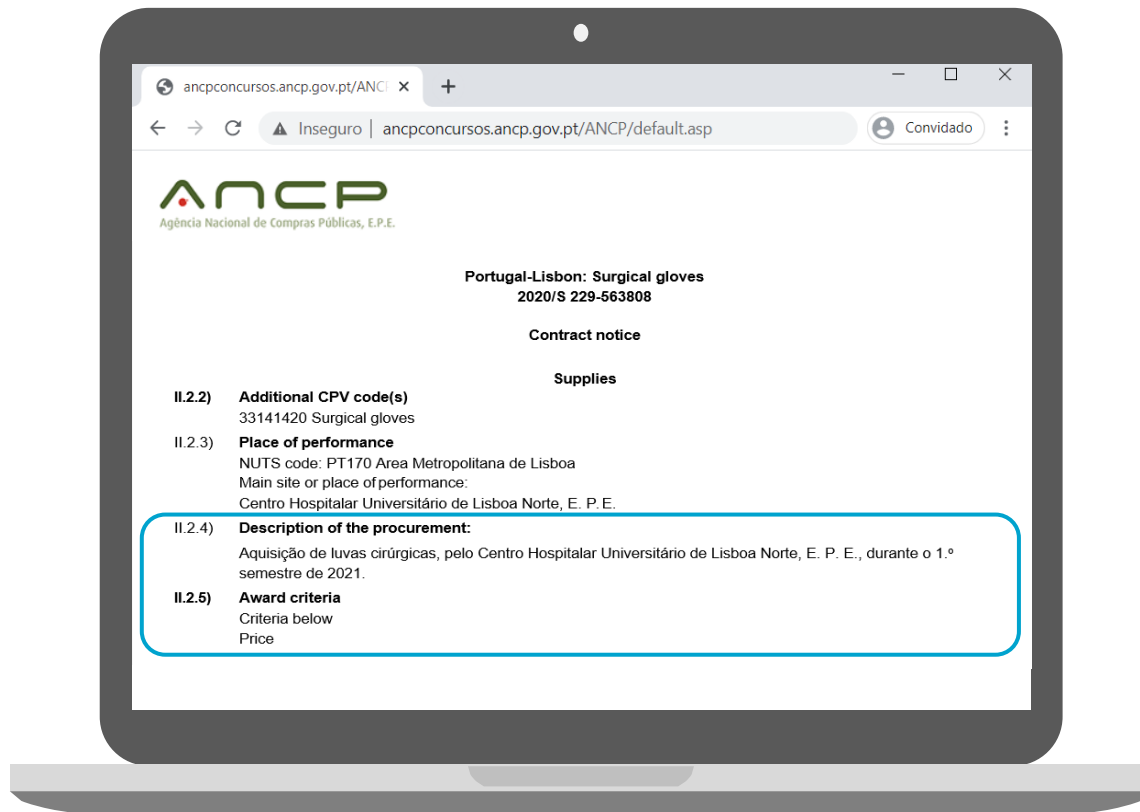 ancpconcursos.ancp.gov.pt/ANCP
Inseguro | ancpconcursos.ancp.gov.pt/ANCP/default.asp
Convidado
ANCP
Agência Nacional de Compras Públicas, E.P.E.
Portugal-Lisbon: Surgical gloves
2020/S 229-563808
Contract notice
Supplies
II.2.2) Additional CPV code(s)
33141420 Surgical gloves
II.2.3) Place of performance
NUTS code: PT170 Area Metropolitana de Lisboa
Main site or place of performance:
Centro Hospitalar Universitário de Lisboa Norte, E. P. E.
II.2.4) Description of the procurement:
Aquisição de luvas cirúrgicas, pelo Centro Hospitalar Universitário de Lisboa Norte, E. P. E., durante o 1.º
semestre de 2021.
II.2.5) Award criteria
Criteria below
Price